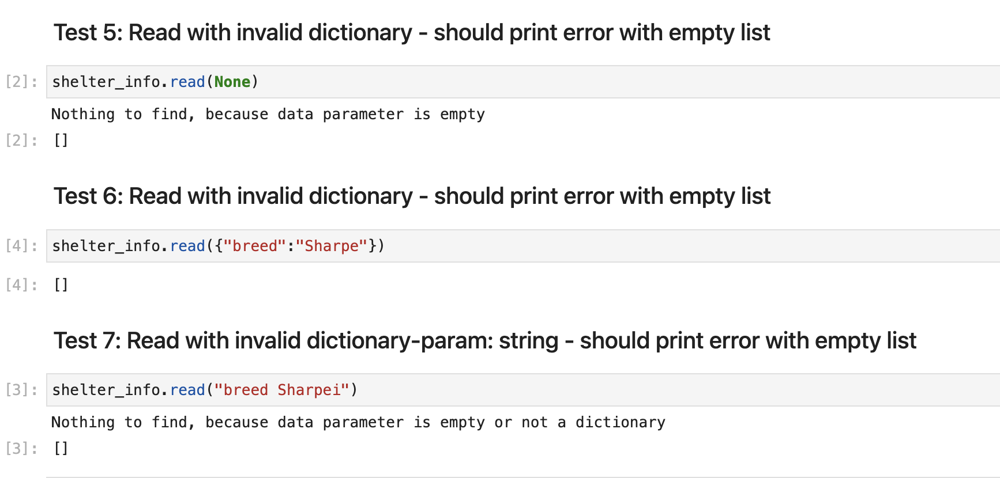 Test 5: Read with invalid dictionary - should print error with empty list
[2]: shelter_info.read(None)
Nothing to find, because data parameter is empty
[2]: []
Test 6: Read with invalid dictionary - should print error with empty list
[4]: shelter_info.read({"breed":"Sharpe"})
[4]: []
Test 7: Read with invalid dictionary-param: string - should print error with empty list
[3]: shelter_info.read("breed Sharpei")
Nothing to find, because data parameter is empty or not a dictionary
[3]: []